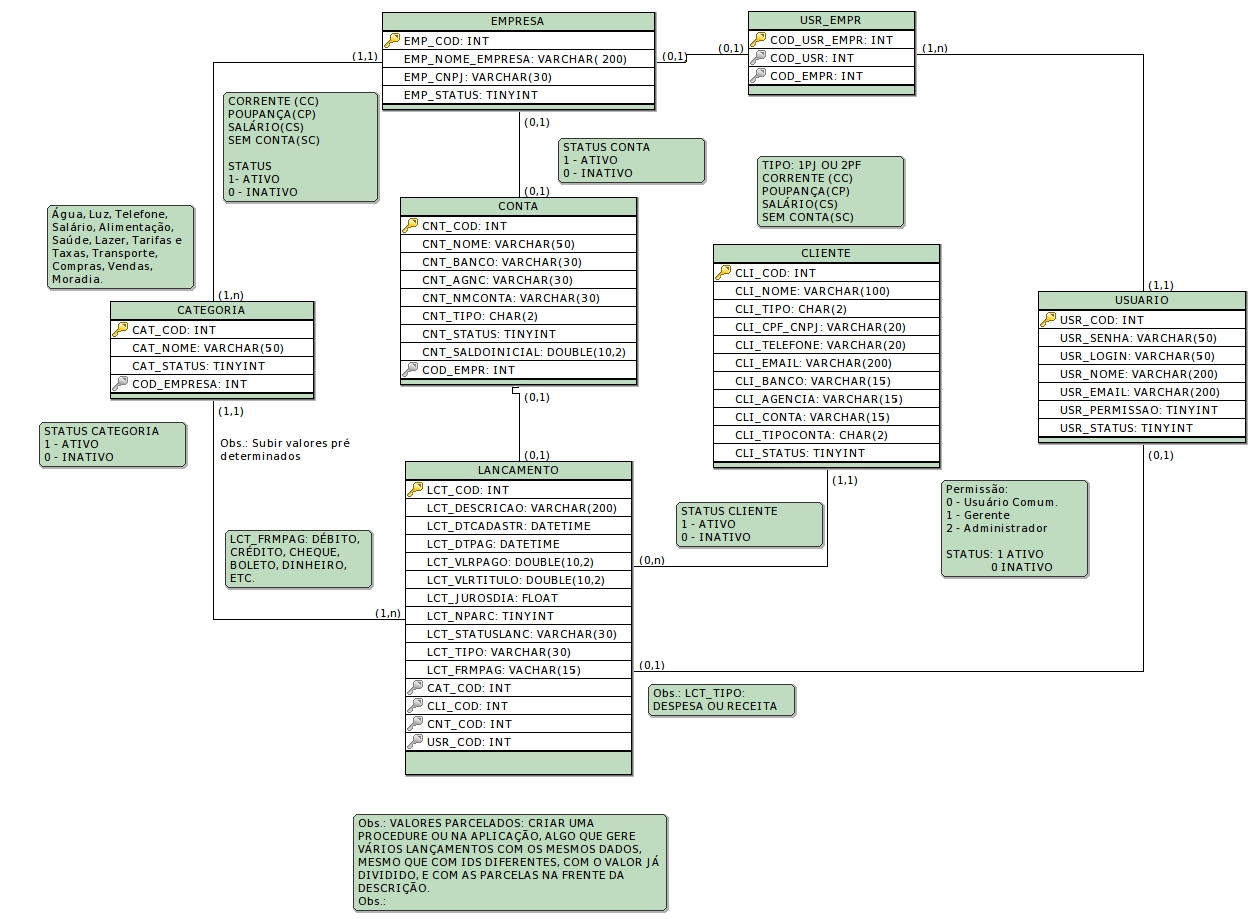 EMPRESA
EMP_COD: INT
EMP_NOME_EMPRESA: VARCHAR( 200)
EMP_CNPJ: VARCHAR(30)
EMP_STATUS: TINYINT
USR_EMPR
COD_USR_EMPR: INT
COD_USR: INT
COD_EMPR: INT
(1,1)
(0,1)
(0,1)
(1,n)
CORRENTE (CC)
POUPANÇA(CP)
SALÁRIO(CS)
SEM CONTA(SC)
STATUS
1- ATIVO
0 - INATIVO
(0,1)
STATUS CONTA
1 - ATIVO
0 - INATIVO
TIPO: 1PJ OU 2PF
CORRENTE (CC)
POUPANÇA(CP)
SALÁRIO(CS)
SEM CONTA(SC)
(0,1)
Água, Luz, Telefone,
Salário, Alimentação,
Saúde, Lazer, Tarifas e
Taxas, Transporte,
Compras, Vendas,
Moradia.
CONTA
CNT_COD: INT
CNT_NOME: VARCHAR(50)
CNT_BANCO: VARCHAR(30)
CNT_AGNC: VARCHAR(30)
CNT_NMCONTA: VARCHAR(30)
CNT_TIPO: CHAR(2)
CNT_STATUS: TINYINT
CNT_SALDOINICIAL: DOUBLE(10,2)
COD_EMPR: INT
CLIENTE
CLI_COD: INT
CLI_NOME: VARCHAR(100)
CLI_TIPO: CHAR(2)
CLI_CPF_CNPJ: VARCHAR(20)
CLI_TELEFONE: VARCHAR(20)
CLI_EMAIL: VARCHAR(200)
CLI_BANCO: VARCHAR(15)
CLI_AGENCIA: VARCHAR(15)
CLI_CONTA: VARCHAR(15)
CLI_TIPOCONTA: CHAR(2)
CLI_STATUS: TINYINT
(1,1)
USUARIO
USR_COD: INT
USR_SENHA: VARCHAR(50)
USR_LOGIN: VARCHAR(50)
USR_NOME: VARCHAR(200)
USR_EMAIL: VARCHAR(200)
USR_PERMISSAO: TINYINT
USR_STATUS: TINYINT
(1,n)
CATEGORIA
CAT_COD: INT
CAT_NOME: VARCHAR(50)
CAT_STATUS: TINYINT
COD_EMPRESA: INT
(1,1)
(0,1)
STATUS CATEGORIA
1 - ATIVO
0 - INATIVO
Obs.: Subir valores pré
determinados
(0,1)
(0,1)
(1,1)
LANCAMENTO
LCT_COD: INT
LCT_DESCRICAO: VARCHAR(200)
LCT_DTCADASTR: DATETIME
LCT_DTPAG: DATETIME
LCT_VLRPAGO: DOUBLE(10,2)
LCT_VLRTITULO: DOUBLE(10,2)
LCT_JUROSDIA: FLOAT
LCT_NPARC: TINYINT
LCT_STATUSLANC: VARCHAR(30)
LCT_TIPO: VARCHAR(30)
LCT_FRMPAG: VACHAR(15)
CAT_COD: INT
CLI_COD: INT
CNT_COD: INT
USR_COD: INT
Permissão:
0 - Usuário Comum.
1 - Gerente
2 - Administrador
STATUS: 1 ATIVO
0 INATIVO
STATUS CLIENTE
1 - ATIVO
0 - INATIVO
LCT_FRMPAG: DÉBITO,
CRÉDITO, CHEQUE,
BOLETO, DINHEIRO,
ETC.
(0,n)
(1,n)
(0,1)
Obs.: LCT_TIPO:
DESPESA OU RECEITA
Obs.: VALORES PARCELADOS: CRIAR UMA
PROCEDURE OU NA APLICAÇÃO, ALGO QUE GERE
VÁRIOS LANÇAMENTOS COM OS MESMOS DADOS,
MESMO QUE COM IDS DIFERENTES, COM O VALOR JÁ
DIVIDIDO, E COM AS PARCELAS NA FRENTE DA
DESCRIÇÃO.
Obs.: